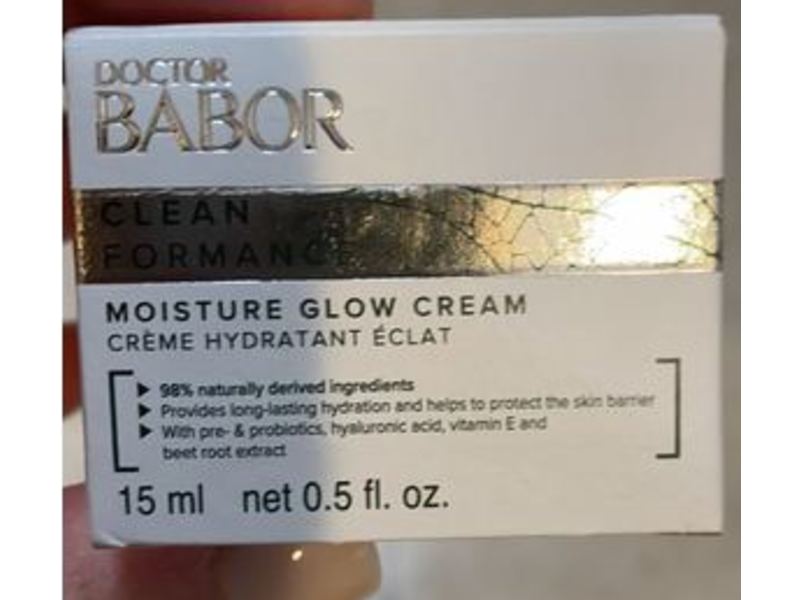 DOCTOR
BABOR
CLEAN
FORMANCE
MOISTURE GLOW CREAM
CRÈME HYDRATANT ÉCLAT
98% naturally derived ingredients
Provides long-lasting hydration and helps to protect the skin barrier
With pre- & probiotics, hyaluronic acid, vitamin E and
beet root extract
15 ml net 0.5 fl. oz.